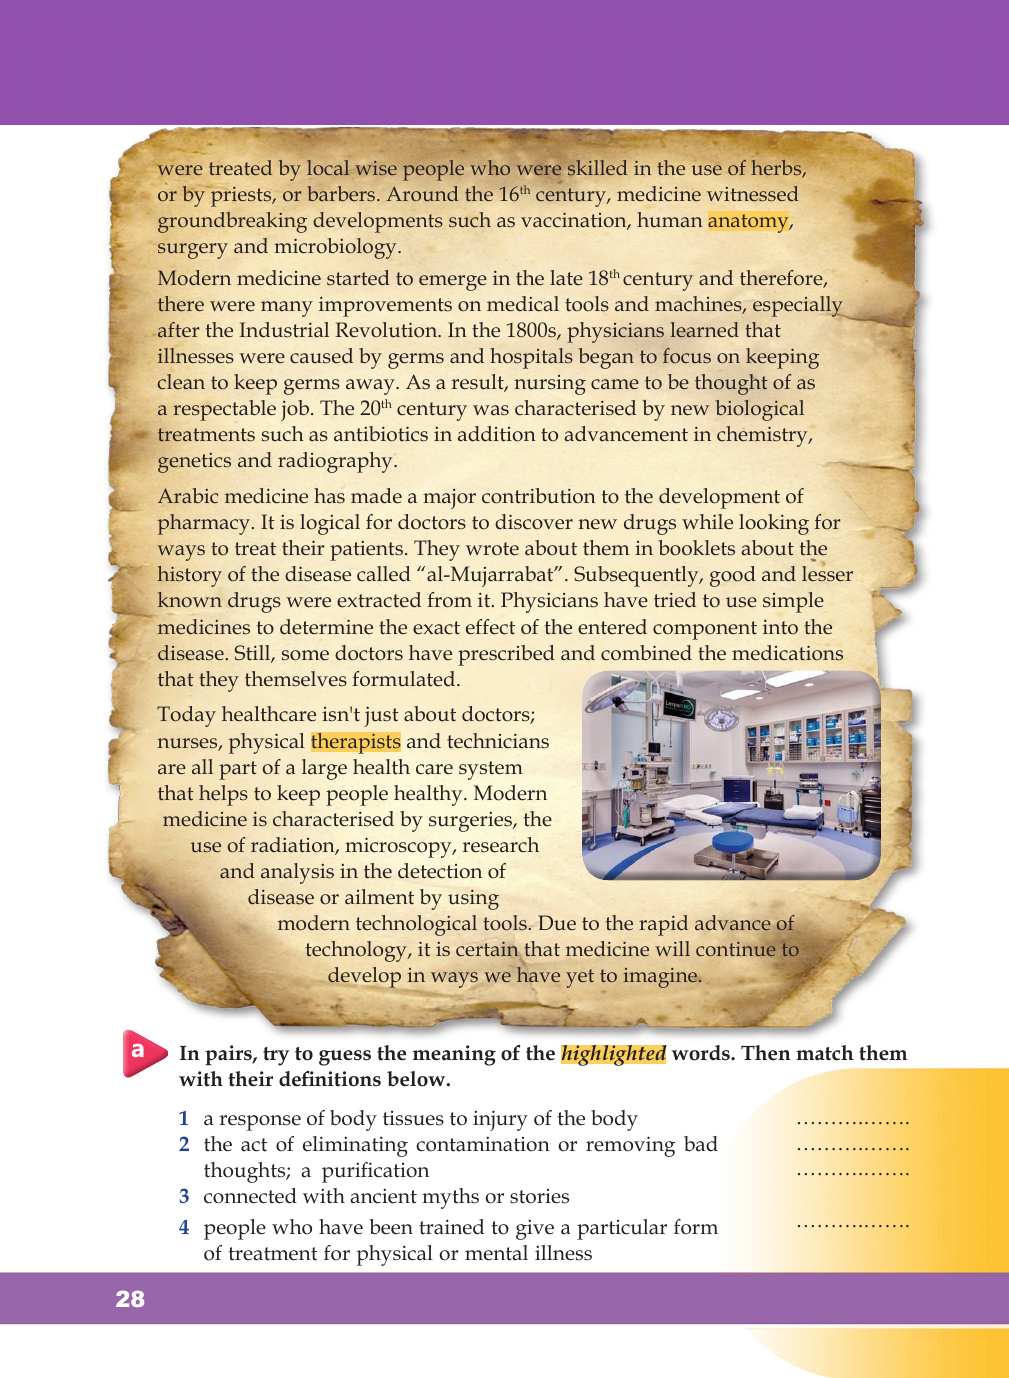 were treated by local wise people who were skilled in the use of herbs,
or by priests, or barbers. Around the 16th century, medicine witnessed
groundbreaking developments such as vaccination, human anatomy,
surgery and microbiology.
Modern medicine started to emerge in the late 18th century and therefore,
there were many improvements on medical tools and machines, especially
after the Industrial Revolution. In the 1800s, physicians learned that
illnesses were caused by germs and hospitals began to focus on keeping
clean to keep germs away. As a result, nursing came to be thought of as
a respectable job. The 20th century was characterised by new biological
treatments such as antibiotics in addition to advancement in chemistry,
genetics and radiography.
Arabic medicine has made a major contribution to the development of
pharmacy. It is logical for doctors to discover new drugs while looking for
ways to treat their patients. They wrote about them in booklets about the
history of the disease called “al-Mujarrabat”. Subsequently, good and lesser
known drugs were extracted from it. Physicians have tried to use simple
medicines to determine the exact effect of the entered component into the
disease. Still, some doctors have prescribed and combined the medications
that they themselves formulated.
Today healthcare isn't just about doctors;
nurses, physical therapists and technicians
are all part of a large health care system
that helps to keep people healthy. Modern
medicine is characterised by surgeries, the
use of radiation, microscopy, research
and analysis in the detection of
disease or ailment by using
modern technological tools. Due to the rapid advance of
technology, it is certain that medicine will continue to
develop in ways we have yet to imagine.
a In pairs, try to guess the meaning of the highlighted words. Then match them
with their definitions below.
1 a response of body tissues to injury of the body ……………….
2 the act of eliminating contamination or removing bad ……………….
thoughts; a purification ……………….
3 connected with ancient myths or stories
4 people who have been trained to give a particular form ……………….
of treatment for physical or mental illness
28